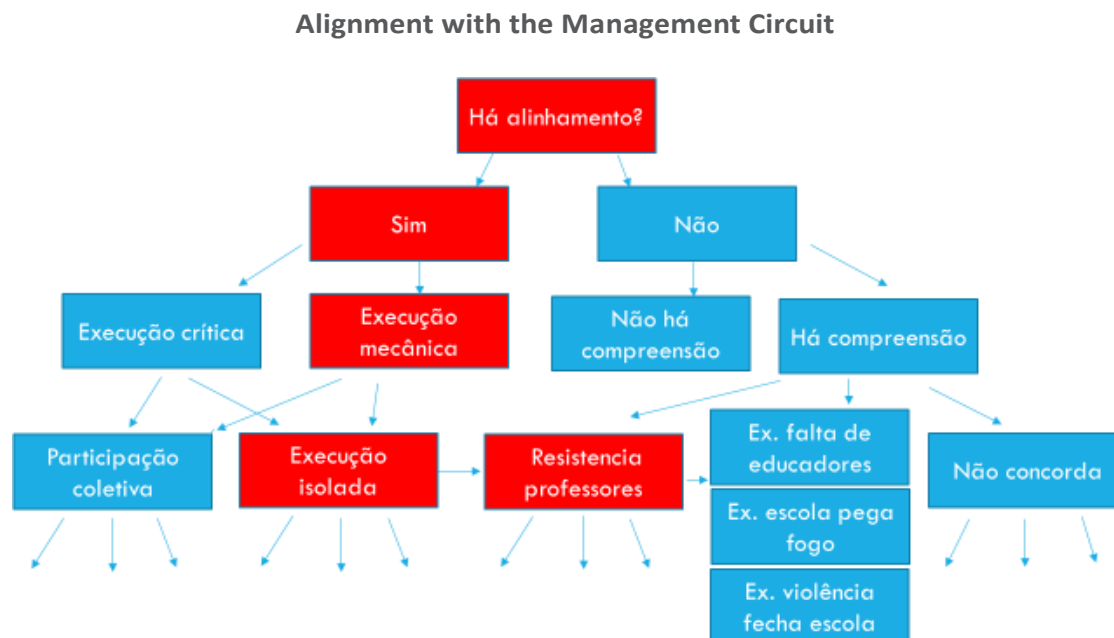 Alignment with the Management Circuit
Há alinhamento?
Sim
Não
Execução crítica
Execução
mecânica
Não há
compreensão
Há compreensão
Participação
coletiva
Execução
isolada
Resistencia
professores
Ex. falta de
educadores
Não concorda
Ex. escola pega
fogo
Ex. violência
fecha escola